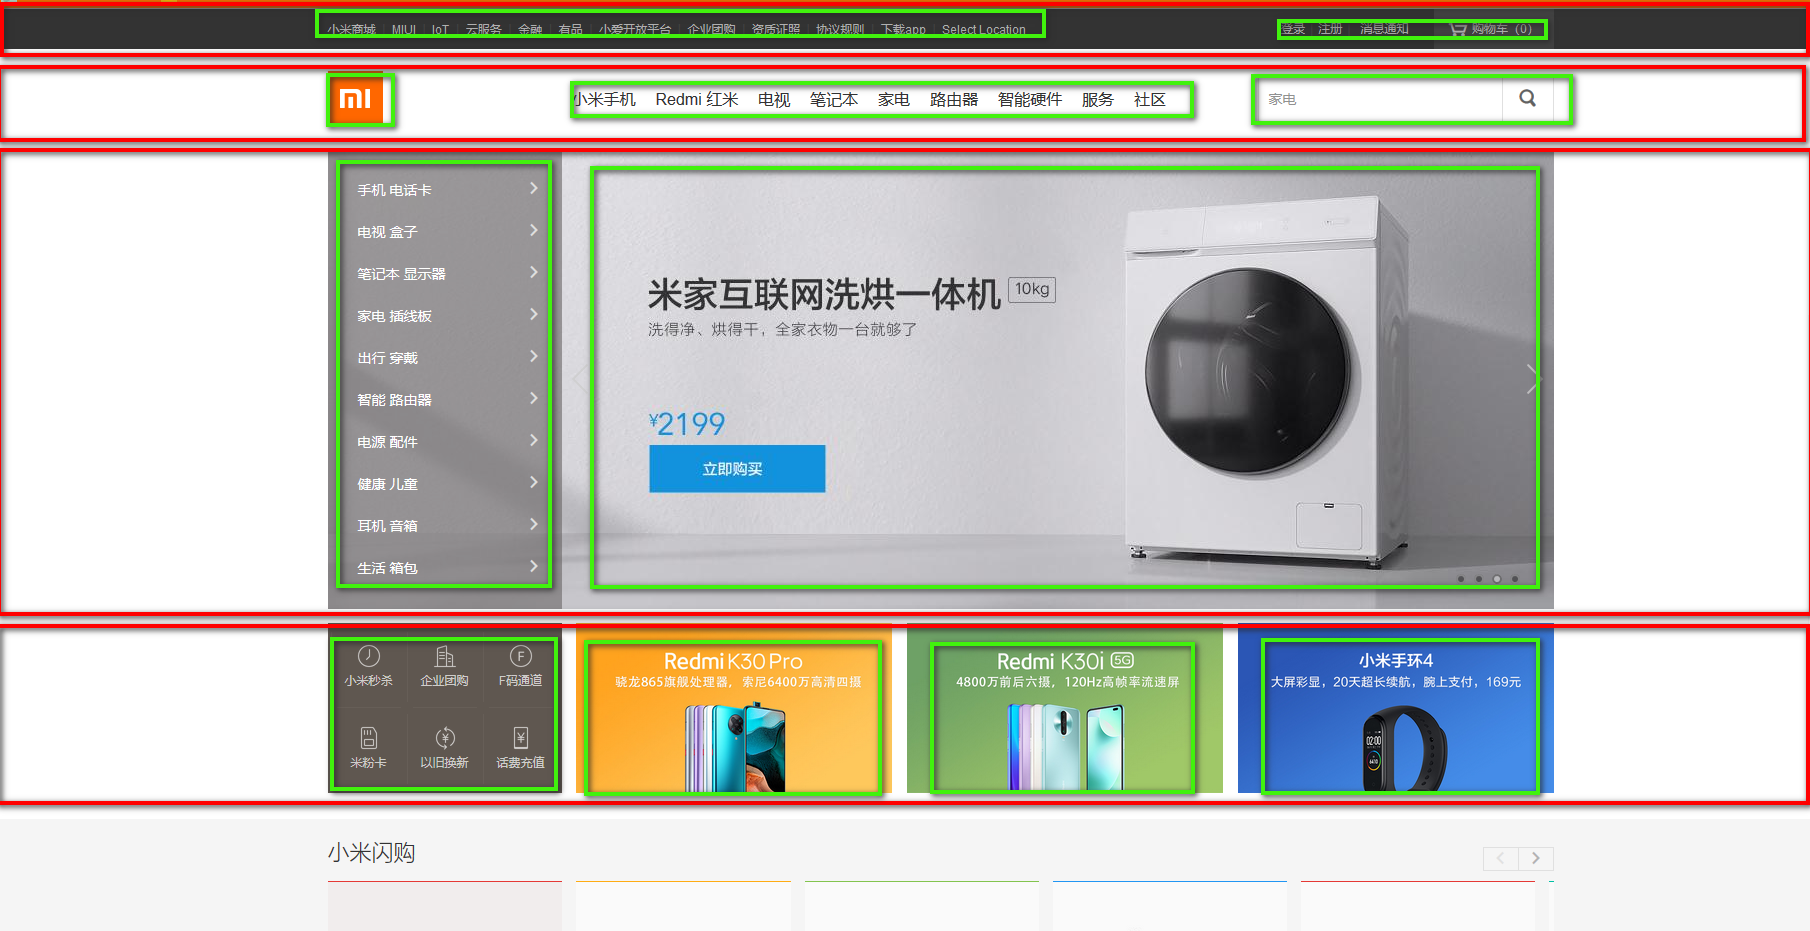 小米商城 MIUI IoT 云服务 金融 有品 小爱开放平台 企业团购 资质证照 协议规则 下载app Select Location 登录 注册 消息通知 购物车 (0)
小米手机 Redmi 红米 电视 笔记本 家电 路由器 智能硬件 服务 社区 家电
手机 电话卡
电视 盒子
笔记本 显示器
家电 插线板
出行 穿戴
智能 路由器
电源 配件
健康 儿童
耳机 音箱
生活 箱包
米家互联网洗烘一体机 10kg
洗得净、烘得干，全家衣物一台就够了
¥2199
立即购买
小米秒杀 企业团购 F码通道
米粉卡 以旧换新 话费充值
Redmi K30 Pro
骁龙865旗舰处理器，索尼6400万高清四摄
Redmi K30i 5G
4800万前后六摄，120Hz高帧率流速屏
小米手环4
大屏彩显，20天超长续航，腕上支付，169元
小米闪购